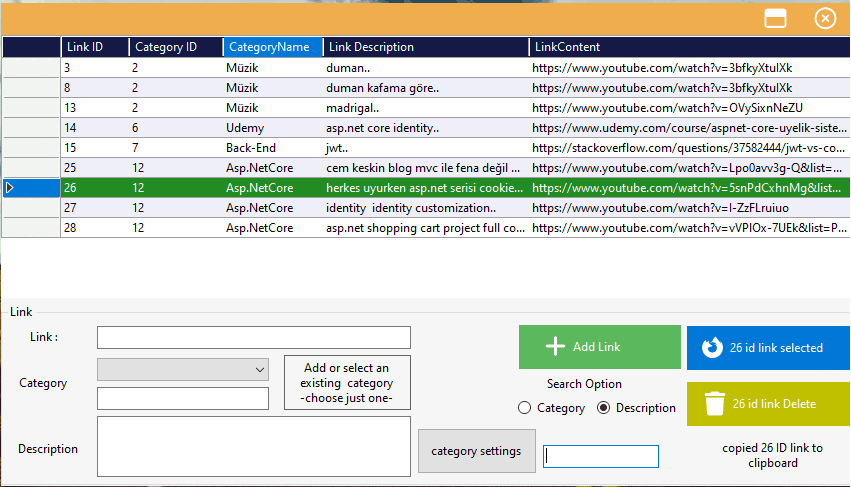 Link ID Category ID CategoryName Link Description LinkContent
3 2 Müzik duman.. https://www.youtube.com/watch?v=3bfkyXtulXk
8 2 Müzik duman kafama göre.. https://www.youtube.com/watch?v=3bfkyXtulXk
13 2 Müzik madrigal.. https://www.youtube.com/watch?v=OVySixnNeZU
14 6 Udemy asp.net core identity.. https://www.udemy.com/course/aspnet-core-uyelik-siste...
15 7 Back-End jwt.. https://stackoverflow.com/questions/37582444/jwt-vs-co...
25 12 Asp.NetCore cem keskin blog mvc ile fena değil ... https://www.youtube.com/watch?v=Lpo0avv3g-Q&list=...
26 12 Asp.NetCore herkes uyurken asp.net serisi cookie... https://www.youtube.com/watch?v=5snPdCxhnMg&list...
27 12 Asp.NetCore identity identity customization.. https://www.youtube.com/watch?v=I-ZzFLruiuo
28 12 Asp.NetCore asp.net shopping cart project full co... https://www.youtube.com/watch?v=vVPIOx-7UEk&list=P...
Link
Link :
Category
Add or select an
existing category
-choose just one-
Description
category settings
Add Link
Search Option
Category Description
26 id link selected
26 id link Delete
copied 26 ID link to
clipboard